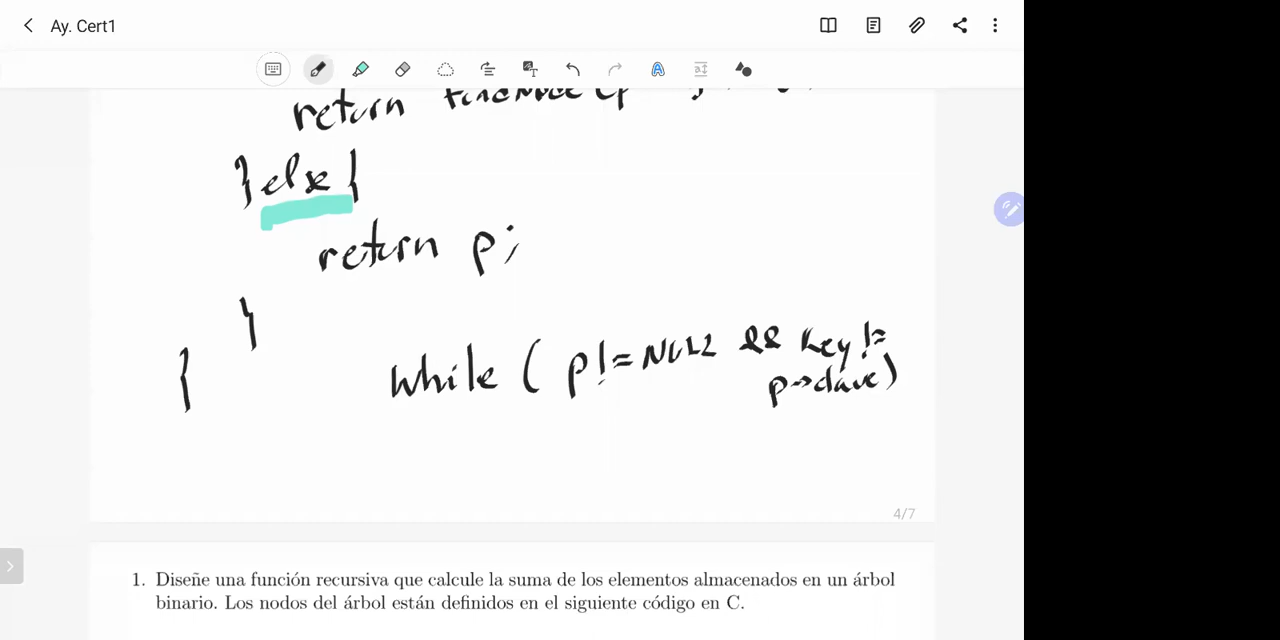 Ay. Cert1
return findNode(p
}else{
return p;
}
{ while ( p!=NULL && key !=
p->clave)
4/7
1. Diseñe una función recursiva que calcule la suma de los elementos almacenados en un árbol
binario. Los nodos del árbol están definidos en el siguiente código en C.